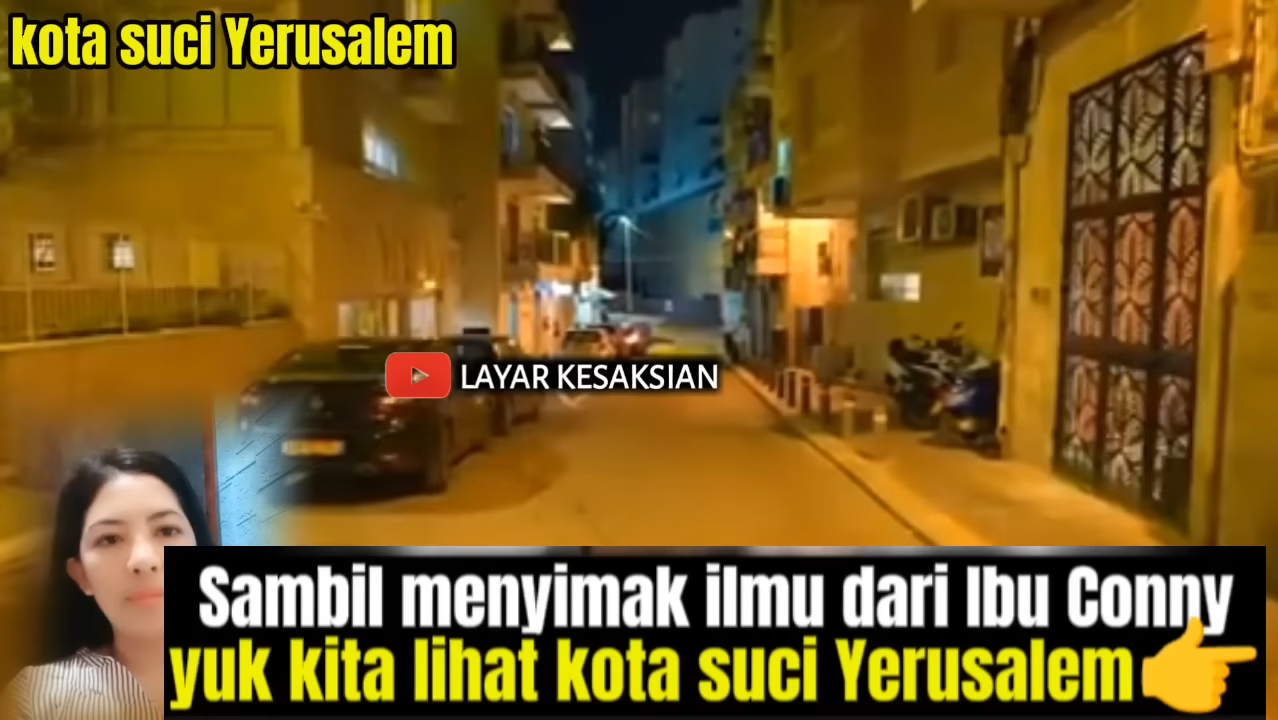 kota suci Yerusalem
LAYAR KESAKSIAN
Sambil menyimak ilmu dari Ibu Conny
yuk kita lihat kota suci Yerusalem